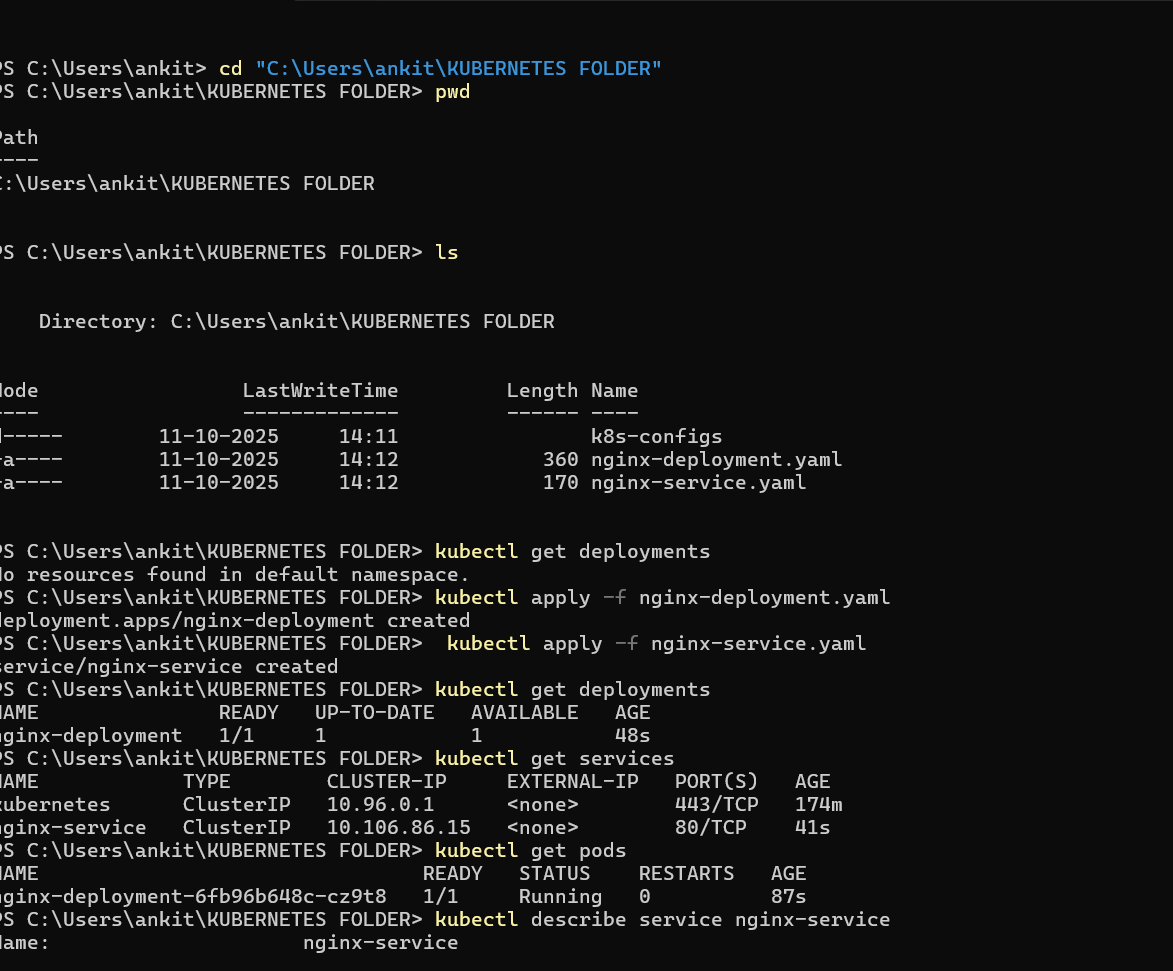 PS C:\Users\ankit> cd "C:\Users\ankit\KUBERNETES FOLDER"
PS C:\Users\ankit\KUBERNETES FOLDER> pwd
Path
----
C:\Users\ankit\KUBERNETES FOLDER
PS C:\Users\ankit\KUBERNETES FOLDER> ls
Directory: C:\Users\ankit\KUBERNETES FOLDER
Mode LastWriteTime Length Name
---- ------------- ------ ----
d----- 11-10-2025 14:11 k8s-configs
-a---- 11-10-2025 14:12 360 nginx-deployment.yaml
-a---- 11-10-2025 14:12 170 nginx-service.yaml
PS C:\Users\ankit\KUBERNETES FOLDER> kubectl get deployments
No resources found in default namespace.
PS C:\Users\ankit\KUBERNETES FOLDER> kubectl apply -f nginx-deployment.yaml
deployment.apps/nginx-deployment created
PS C:\Users\ankit\KUBERNETES FOLDER>  kubectl apply -f nginx-service.yaml
service/nginx-service created
PS C:\Users\ankit\KUBERNETES FOLDER> kubectl get deployments
NAME READY UP-TO-DATE AVAILABLE AGE
nginx-deployment 1/1 1 1 48s
PS C:\Users\ankit\KUBERNETES FOLDER> kubectl get services
NAME TYPE CLUSTER-IP EXTERNAL-IP PORT(S) AGE
kubernetes ClusterIP 10.96.0.1 <none> 443/TCP 174m
nginx-service ClusterIP 10.106.86.15 <none> 80/TCP 41s
PS C:\Users\ankit\KUBERNETES FOLDER> kubectl get pods
NAME READY STATUS RESTARTS AGE
nginx-deployment-6fb96b648c-cz9t8 1/1 Running 0 87s
PS C:\Users\ankit\KUBERNETES FOLDER> kubectl describe service nginx-service
Name: nginx-service